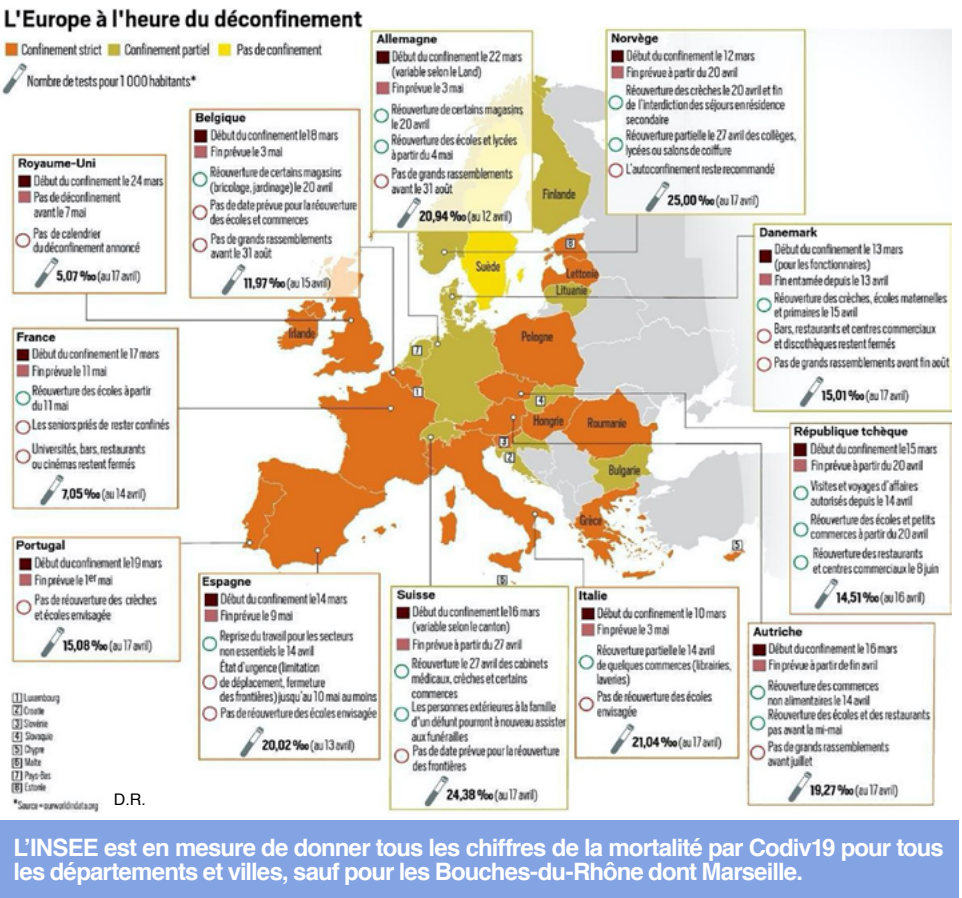 L'Europe à l'heure du déconfinement
Confinement strict
Confinement partiel
Pas de confinement
Nombre de tests pour 1 000 habitants*
Royaume-Uni
Début du confinement le 24 mars
Pas de déconfinement
avant le 7 mai
Pas de calendrier
du déconfinement annoncé
5,07 ‰ (au 17 avril)
Belgique
Début du confinement le 18 mars
Fin prévue le 3 mai
Réouverture de certains magasins
(bricolage, jardinage) le 20 avril
Pas de date prévue pour la réouverture
des écoles et commerces
Pas de grands rassemblements
avant le 31 août
11,97 ‰ (au 15 avril)
Allemagne
Début du confinement le 22 mars
(variable selon le Land)
Fin prévue le 3 mai
Réouverture de certains magasins
le 20 avril
Réouverture des écoles et lycées
à partir du 4 mai
Pas de grands rassemblements
avant le 31 août
20,94 ‰ (au 12 avril)
Norvège
Début du confinement le 12 mars
Fin prévue à partir du 20 avril
Réouverture des crèches le 20 avril et fin
de l'interdiction des séjours en résidence
secondaire
Réouverture partielle le 27 avril des collèges,
lycées ou salons de coiffure
L'autoconfinement reste recommandé
25,00 ‰ (au 17 avril)
Danemark
Début du confinement le 13 mars
(pour les fonctionnaires)
Fin entamée depuis le 13 avril
Réouverture des crèches, écoles maternelles
et primaires le 15 avril
Bars, restaurants et centres commerciaux
et discothèques restent fermés
Pas de grands rassemblements avant fin août
15,01 ‰ (au 17 avril)
France
Début du confinement le 17 mars
Fin prévue le 11 mai
Réouverture des écoles à partir
du 11 mai
Les seniors priés de rester confinés
Universités, bars, restaurants
ou cinémas restent fermés
7,05 ‰ (au 14 avril)
Finlande
Suède
8
Lettonie
Lituanie
Irlande
Pologne
7
1
4
Hongrie
Roumanie
3
2
Bulgarie
Grèce
5
6
République tchèque
Début du confinement le 15 mars
Fin prévue à partir du 20 avril
Visites et voyages d'affaires
autorisés depuis le 14 avril
Réouverture des écoles et petits
commerces à partir du 20 avril
Réouverture des restaurants
et centres commerciaux le 8 juin
14,51 ‰ (au 16 avril)
Portugal
Début du confinement le 19 mars
Fin prévue le 1er mai
Pas de réouverture des crèches
et écoles envisagée
15,08 ‰ (au 17 avril)
Espagne
Début du confinement le 14 mars
Fin prévue le 9 mai
Reprise du travail pour les secteurs
non essentiels le 14 avril
État d'urgence (limitation
de déplacement, fermeture
des frontières) jusqu'au 10 mai au moins
Pas de réouverture des écoles envisagée
20,02 ‰ (au 13 avril)
Suisse
Début du confinement le 16 mars
(variable selon le canton)
Fin prévue à partir du 27 avril
Réouverture le 27 avril des cabinets
médicaux, crèches et certains
commerces
Les personnes extérieures à la famille
d'un défunt pourront à nouveau assister
aux funérailles
Pas de date prévue pour la réouverture
des frontières
24,38 ‰ (au 17 avril)
Italie
Début du confinement le 10 mars
Fin prévue le 3 mai
Réouverture partielle le 14 avril
de quelques commerces (librairies,
laveries)
Pas de réouverture des écoles
envisagée
21,04 ‰ (au 17 avril)
Autriche
Début du confinement le 16 mars
Fin prévue à partir de fin avril
Réouverture des commerces
non alimentaires le 14 avril
Réouverture des écoles et des restaurants
pas avant la mi-mai
Pas de grands rassemblements
avant juillet
19,27 ‰ (au 17 avril)
1 Luxembourg
2 Croatie
3 Slovénie
4 Slovaquie
5 Chypre
6 Malte
7 Pays-Bas
8 Estonie
*Source : ourworldindata.org
D.R.
L'INSEE est en mesure de donner tous les chiffres de la mortalité par Codiv19 pour tous
les départements et villes, sauf pour les Bouches-du-Rhône dont Marseille.